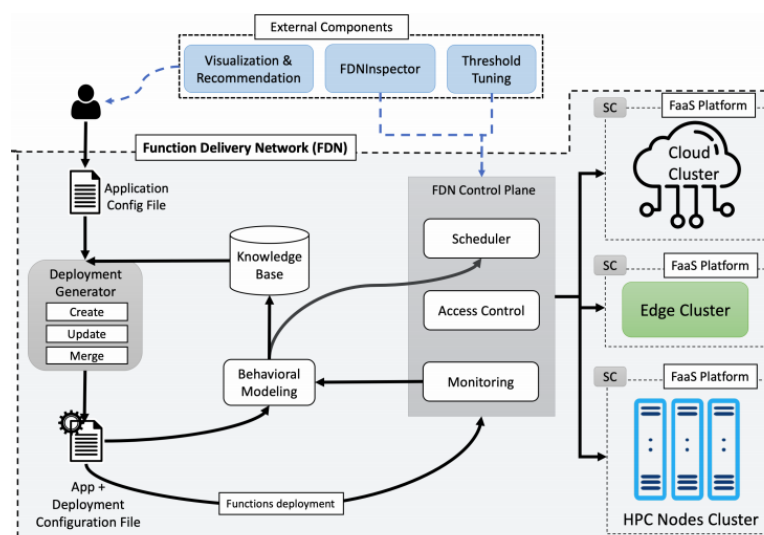 External Components
Visualization &
Recommendation
FDNInspector
Threshold
Tuning
Function Delivery Network (FDN)
Application
Config File
Deployment
Generator
Create
Update
Merge
App +
Deployment
Configuration File
Knowledge
Base
Behavioral
Modeling
Functions deployment
FDN Control Plane
Scheduler
Access Control
Monitoring
SC
FaaS Platform
Cloud
Cluster
SC
FaaS Platform
Edge Cluster
SC
FaaS Platform
HPC Nodes Cluster